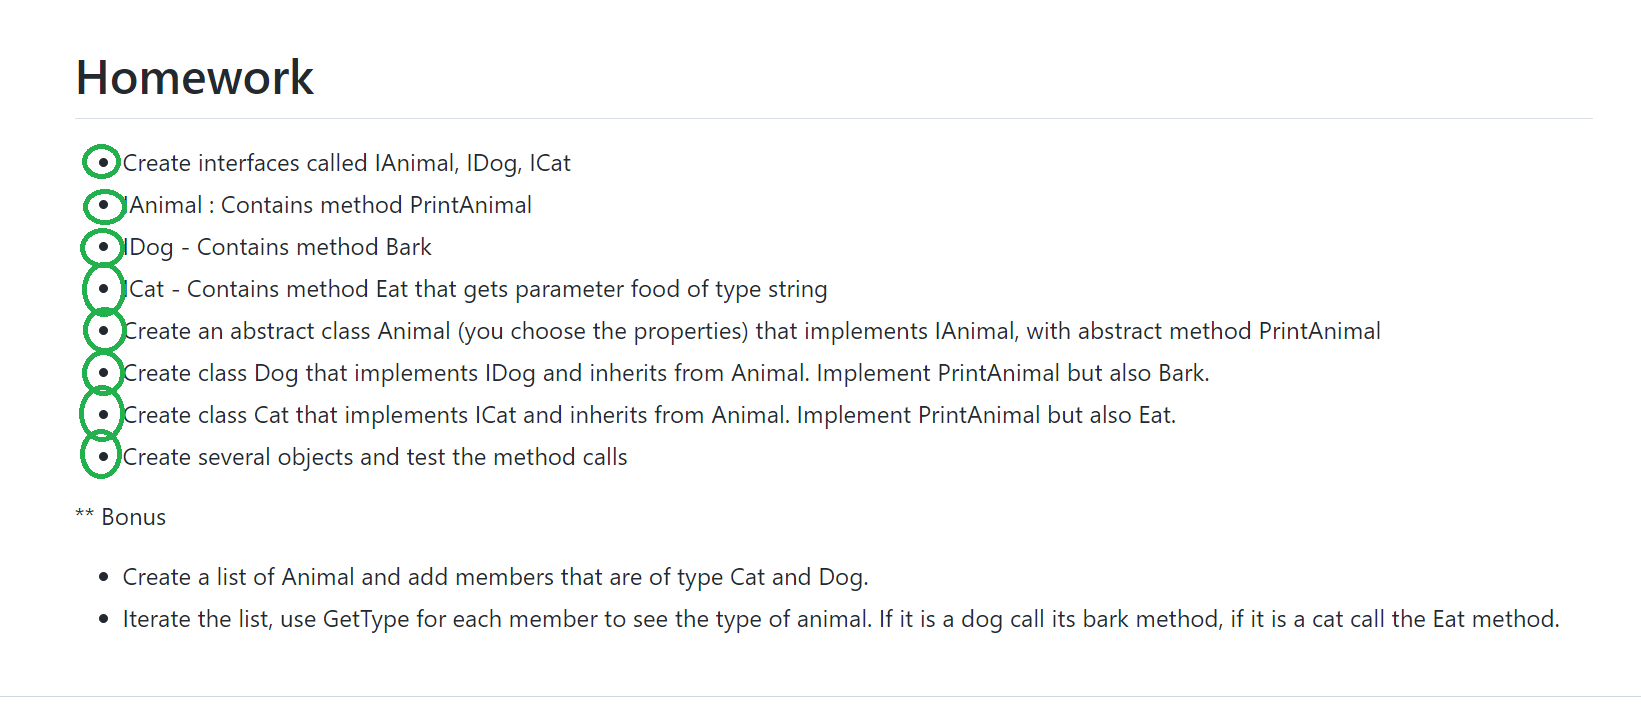 Homework
Create interfaces called IAnimal, IDog, ICat
IAnimal : Contains method PrintAnimal
IDog - Contains method Bark
ICat - Contains method Eat that gets parameter food of type string
Create an abstract class Animal (you choose the properties) that implements IAnimal, with abstract method PrintAnimal
Create class Dog that implements IDog and inherits from Animal. Implement PrintAnimal but also Bark.
Create class Cat that implements ICat and inherits from Animal. Implement PrintAnimal but also Eat.
Create several objects and test the method calls
** Bonus
Create a list of Animal and add members that are of type Cat and Dog.
Iterate the list, use GetType for each member to see the type of animal. If it is a dog call its bark method, if it is a cat call the Eat method.